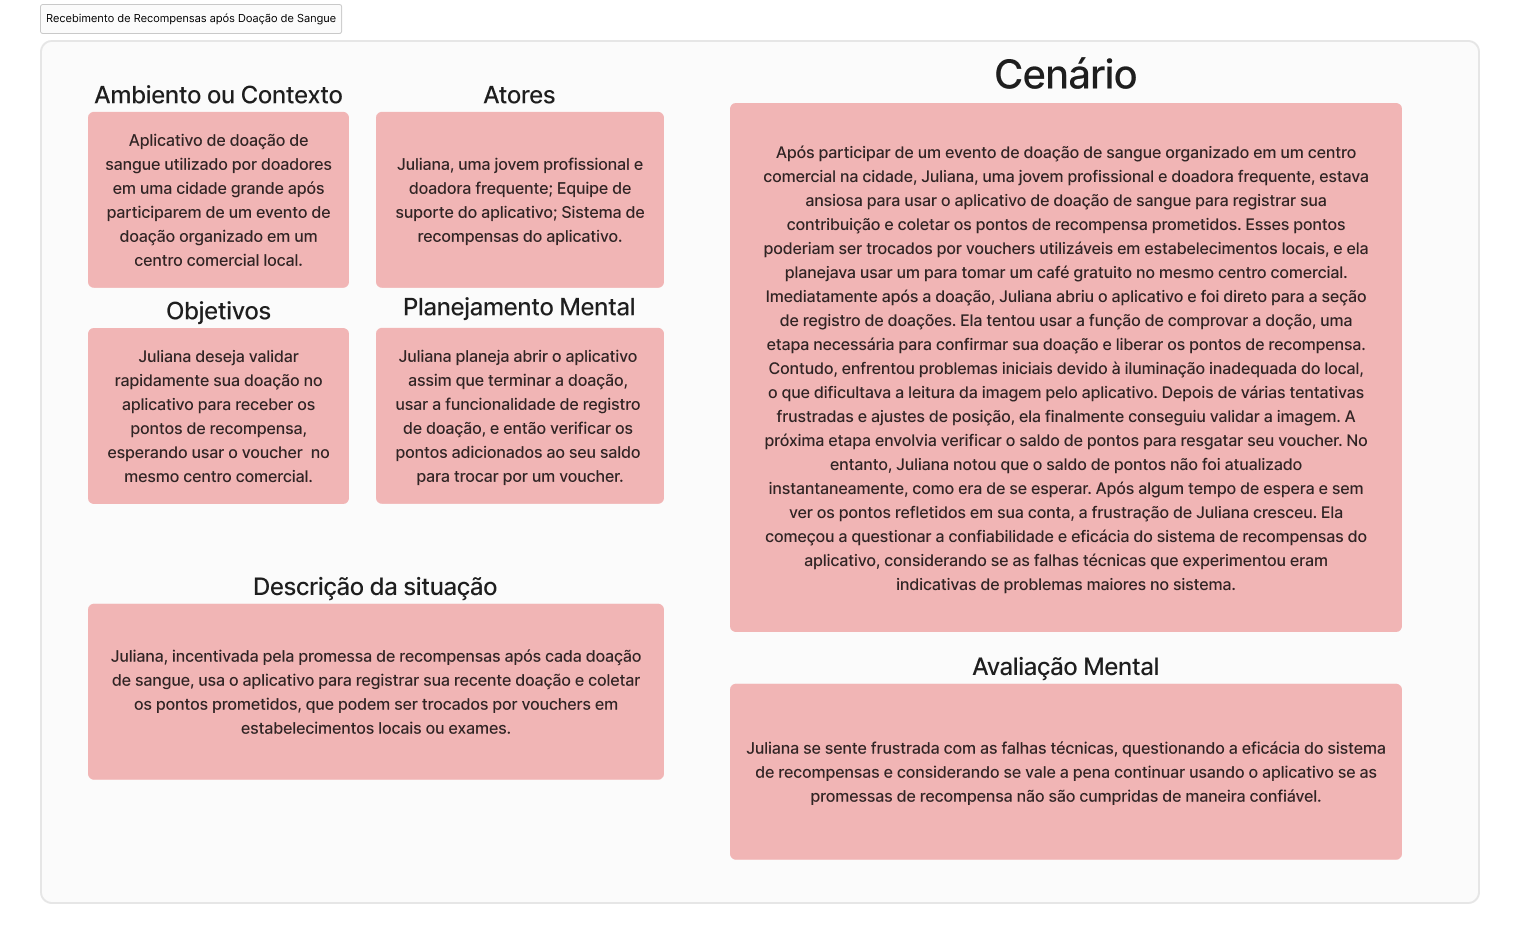 Recebimento de Recompensas após Doação de Sangue
Ambiento ou Contexto
Aplicativo de doação de
sangue utilizado por doadores
em uma cidade grande após
participarem de um evento de
doação organizado em um
centro comercial local.
Atores
Juliana, uma jovem profissional e
doadora frequente; Equipe de
suporte do aplicativo; Sistema de
recompensas do aplicativo.
Objetivos
Juliana deseja validar
rapidamente sua doação no
aplicativo para receber os
pontos de recompensa,
esperando usar o voucher  no
mesmo centro comercial.
Planejamento Mental
Juliana planeja abrir o aplicativo
assim que terminar a doação,
usar a funcionalidade de registro
de doação, e então verificar os
pontos adicionados ao seu saldo
para trocar por um voucher.
Descrição da situação
Juliana, incentivada pela promessa de recompensas após cada doação
de sangue, usa o aplicativo para registrar sua recente doação e coletar
os pontos prometidos, que podem ser trocados por vouchers em
estabelecimentos locais ou exames.
Cenário
Após participar de um evento de doação de sangue organizado em um centro
comercial na cidade, Juliana, uma jovem profissional e doadora frequente, estava
ansiosa para usar o aplicativo de doação de sangue para registrar sua
contribuição e coletar os pontos de recompensa prometidos. Esses pontos
poderiam ser trocados por vouchers utilizáveis em estabelecimentos locais, e ela
planejava usar um para tomar um café gratuito no mesmo centro comercial.
Imediatamente após a doação, Juliana abriu o aplicativo e foi direto para a seção
de registro de doações. Ela tentou usar a função de comprovar a doção, uma
etapa necessária para confirmar sua doação e liberar os pontos de recompensa.
Contudo, enfrentou problemas iniciais devido à iluminação inadequada do local,
o que dificultava a leitura da imagem pelo aplicativo. Depois de várias tentativas
frustradas e ajustes de posição, ela finalmente conseguiu validar a imagem. A
próxima etapa envolvia verificar o saldo de pontos para resgatar seu voucher. No
entanto, Juliana notou que o saldo de pontos não foi atualizado
instantaneamente, como era de se esperar. Após algum tempo de espera e sem
ver os pontos refletidos em sua conta, a frustração de Juliana cresceu. Ela
começou a questionar a confiabilidade e eficácia do sistema de recompensas do
aplicativo, considerando se as falhas técnicas que experimentou eram
indicativas de problemas maiores no sistema.
Avaliação Mental
Juliana se sente frustrada com as falhas técnicas, questionando a eficácia do sistema
de recompensas e considerando se vale a pena continuar usando o aplicativo se as
promessas de recompensa não são cumpridas de maneira confiável.